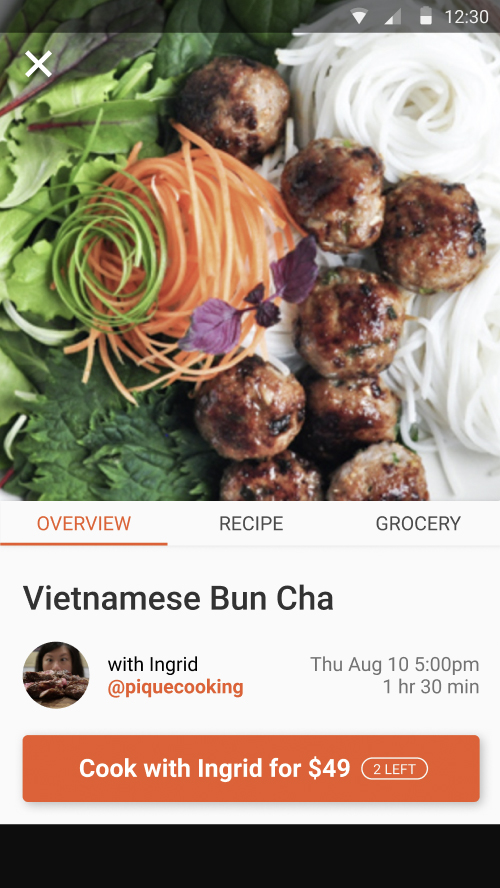 12:30
OVERVIEW RECIPE GROCERY
Vietnamese Bun Cha
with Ingrid
@piquecooking
Thu Aug 10 5:00pm
1 hr 30 min
Cook with Ingrid for $49 2 LEFT